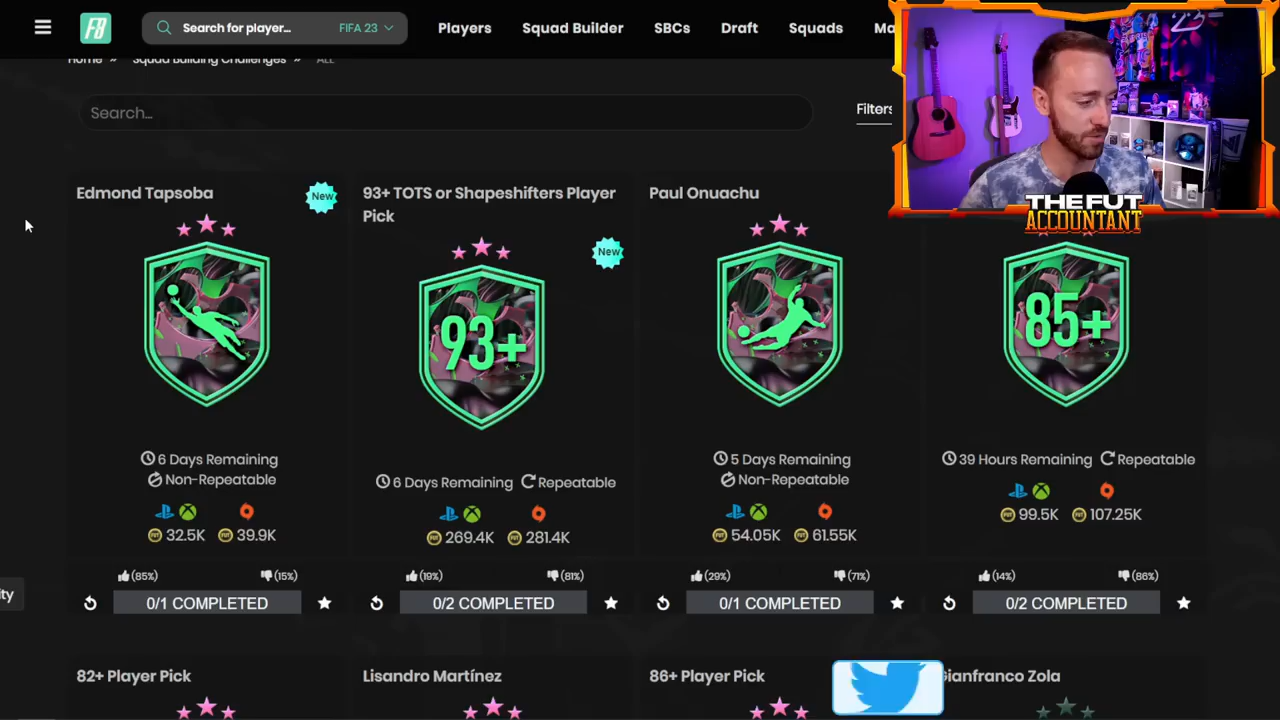 F8
Search for player...
FIFA 23
Players
Squad Builder
SBCs
Draft
Squads
Ma
Home » Squad Building Challenges » ALL
Search...
Filters
THE FUT
ACCOUNTANT
Edmond Tapsoba
New
6 Days Remaining
Non-Repeatable
32.5K
39.9K
(85%)
(15%)
0/1 COMPLETED
93+ TOTS or Shapeshifters Player
Pick
New
93+
6 Days Remaining
Repeatable
269.4K
281.4K
(19%)
(81%)
0/2 COMPLETED
Paul Onuachu
5 Days Remaining
Non-Repeatable
54.05K
61.55K
(29%)
(71%)
0/1 COMPLETED
85+
39 Hours Remaining
Repeatable
99.5K
107.25K
(14%)
(86%)
0/2 COMPLETED
ty
82+ Player Pick
Lisandro Martínez
86+ Player Pick
Gianfranco Zola